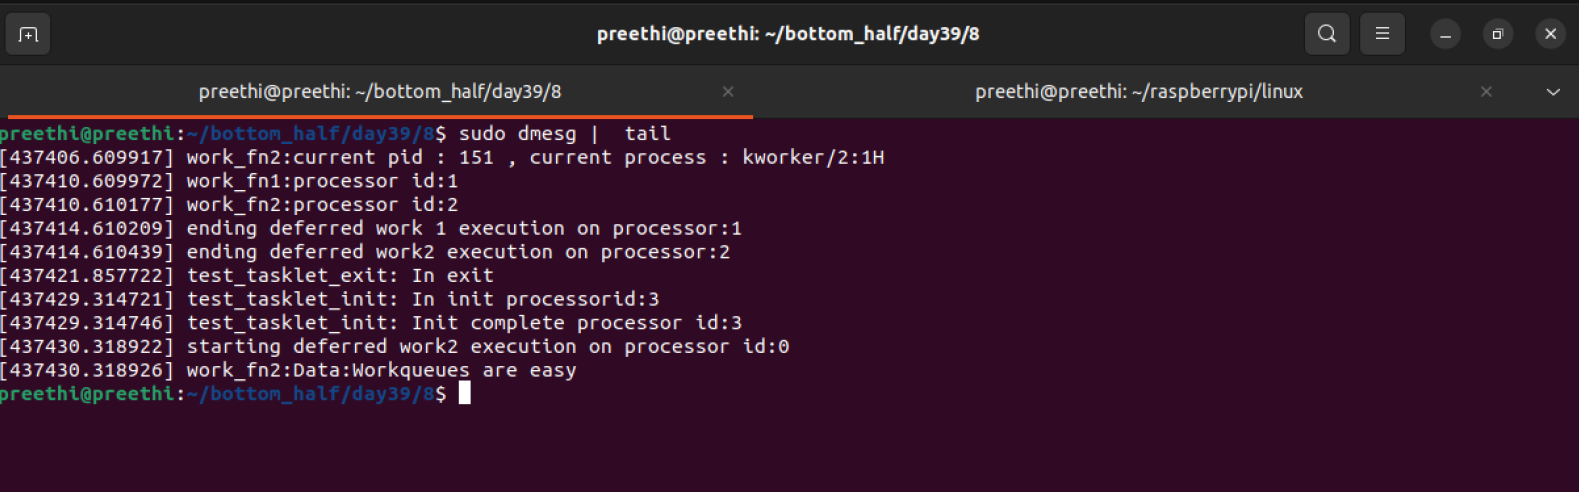 preethi@preethi: ~/bottom_half/day39/8
preethi@preethi: ~/bottom_half/day39/8
preethi@preethi: ~/raspberrypi/linux
preethi@preethi:~/bottom_half/day39/8$ sudo dmesg |  tail
[437406.609917] work_fn2:current pid : 151 , current process : kworker/2:1H
[437410.609972] work_fn1:processor id:1
[437410.610177] work_fn2:processor id:2
[437414.610209] ending deferred work 1 execution on processor:1
[437414.610439] ending deferred work2 execution on processor:2
[437421.857722] test_tasklet_exit: In exit
[437429.314721] test_tasklet_init: In init processorid:3
[437429.314746] test_tasklet_init: Init complete processor id:3
[437430.318922] starting deferred work2 execution on processor id:0
[437430.318926] work_fn2:Data:Workqueues are easy
preethi@preethi:~/bottom_half/day39/8$